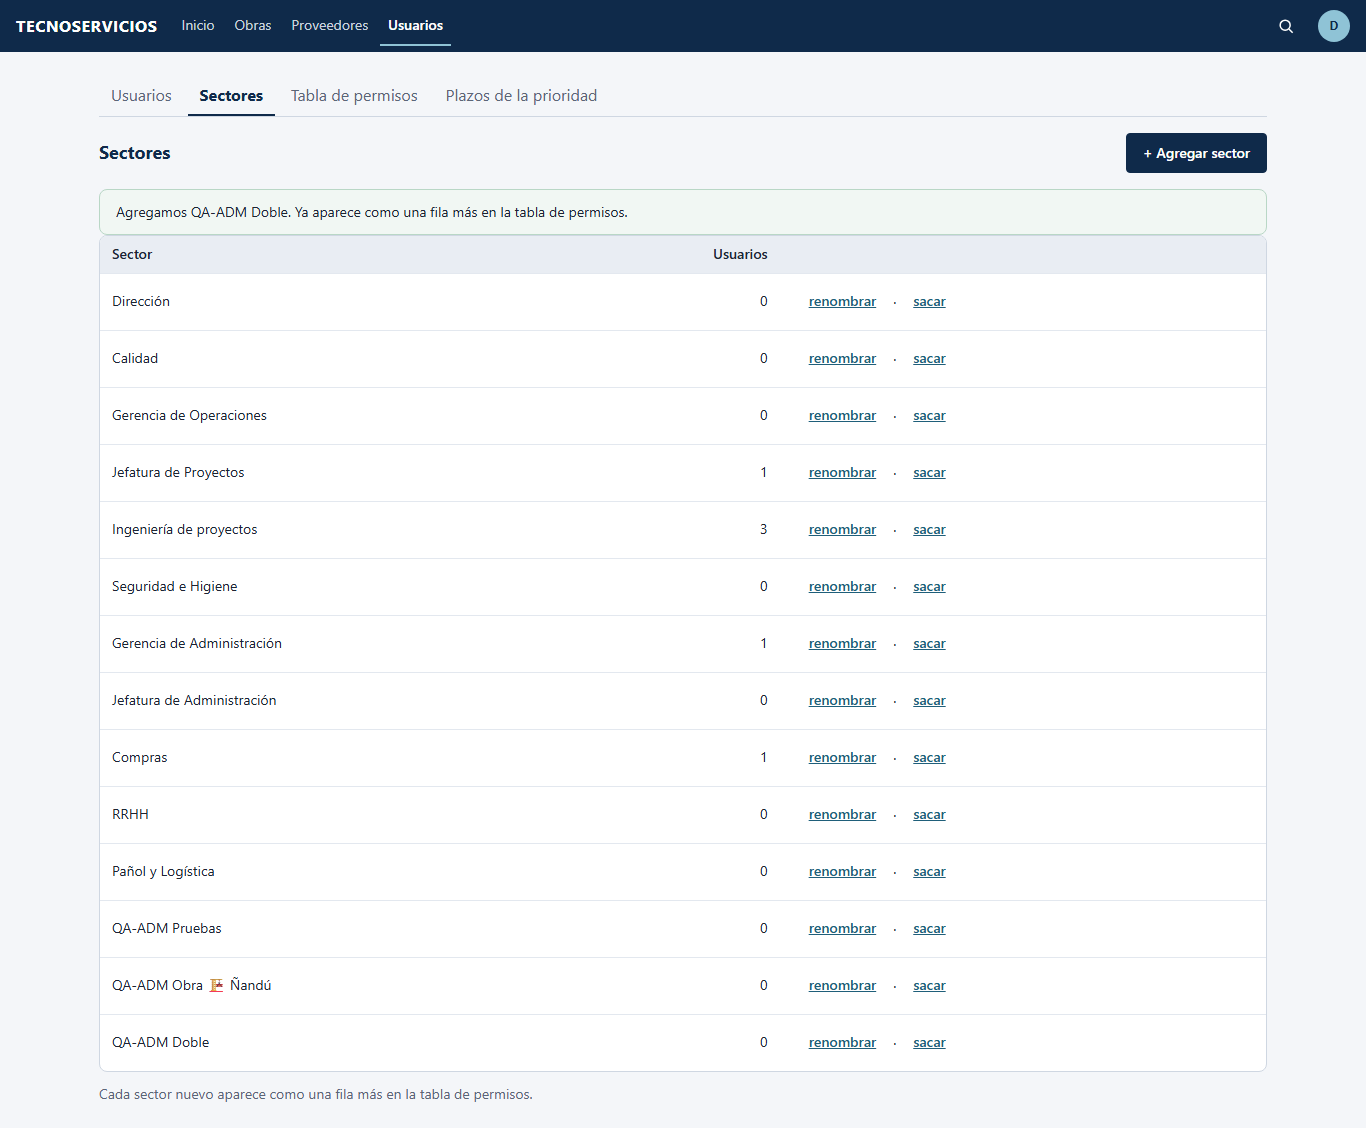 TECNOSERVICIOS Inicio Obras Proveedores Usuarios D
Usuarios Sectores Tabla de permisos Plazos de la prioridad
Sectores + Agregar sector
Agregamos QA-ADM Doble. Ya aparece como una fila más en la tabla de permisos.
Sector Usuarios
Dirección 0 renombrar · sacar
Calidad 0 renombrar · sacar
Gerencia de Operaciones 0 renombrar · sacar
Jefatura de Proyectos 1 renombrar · sacar
Ingeniería de proyectos 3 renombrar · sacar
Seguridad e Higiene 0 renombrar · sacar
Gerencia de Administración 1 renombrar · sacar
Jefatura de Administración 0 renombrar · sacar
Compras 1 renombrar · sacar
RRHH 0 renombrar · sacar
Pañol y Logística 0 renombrar · sacar
QA-ADM Pruebas 0 renombrar · sacar
QA-ADM Obra 🏗️ Ñandú 0 renombrar · sacar
QA-ADM Doble 0 renombrar · sacar
Cada sector nuevo aparece como una fila más en la tabla de permisos.